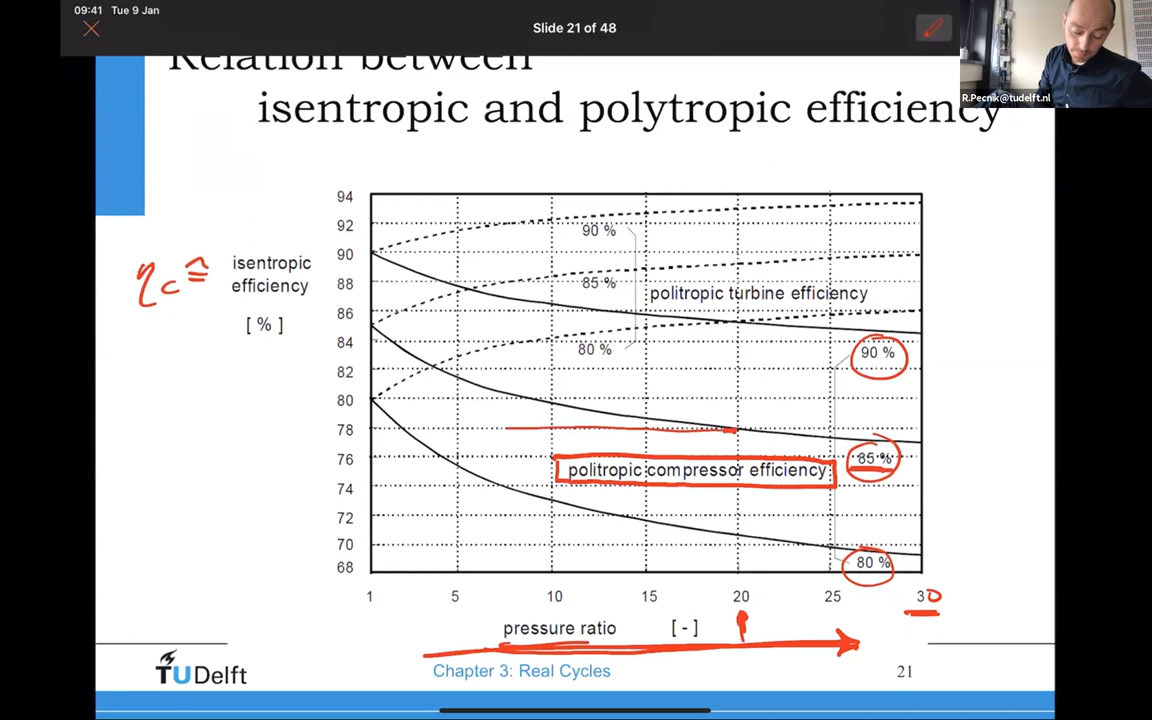 09:41 Tue 9 Jan
Slide 21 of 48
R.Pecnik@tudelft.nl
Relation between
isentropic and polytropic efficiency
ηc ≙
isentropic
efficiency
[ % ]
94
92
90
88
86
84
82
80
78
76
74
72
70
68
90 %
85 %
80 %
politropic turbine efficiency
90 %
85 %
80 %
politropic compressor efficiency
1 5 10 15 20 25 30
pressure ratio [ - ]
TUDelft
Chapter 3: Real Cycles
21